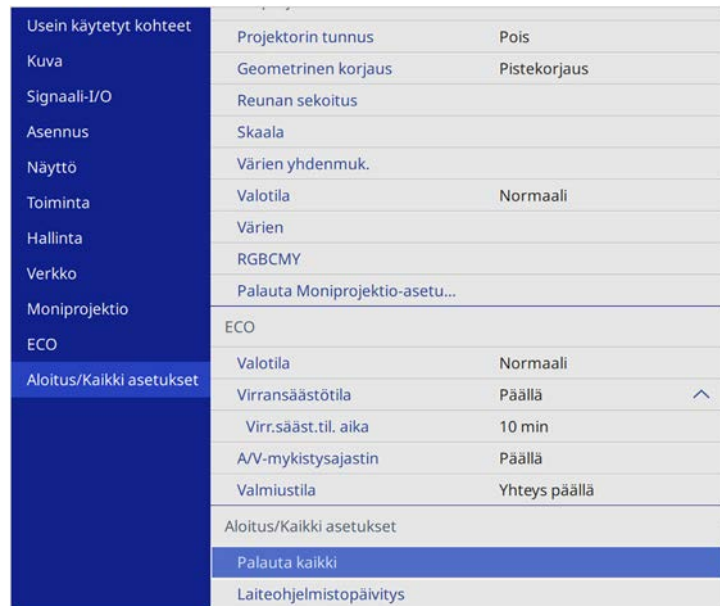 Usein käytetyt kohteet
Kuva
Signaali-I/O
Asennus
Näyttö
Toiminta
Hallinta
Verkko
Moniprojektio
ECO
Aloitus/Kaikki asetukset
Projektorin tunnus Pois
Geometrinen korjaus Pistekorjaus
Reunan sekoitus
Skaala
Värien yhdenmuk.
Valotila Normaali
Värien
RGBCMY
Palauta Moniprojektio-asetu...
ECO
Valotila Normaali
Virransäästötila Päällä
Virr.sääst.til. aika 10 min
A/V-mykistysajastin Päällä
Valmiustila Yhteys päällä
Aloitus/Kaikki asetukset
Palauta kaikki
Laiteohjelmistopäivitys